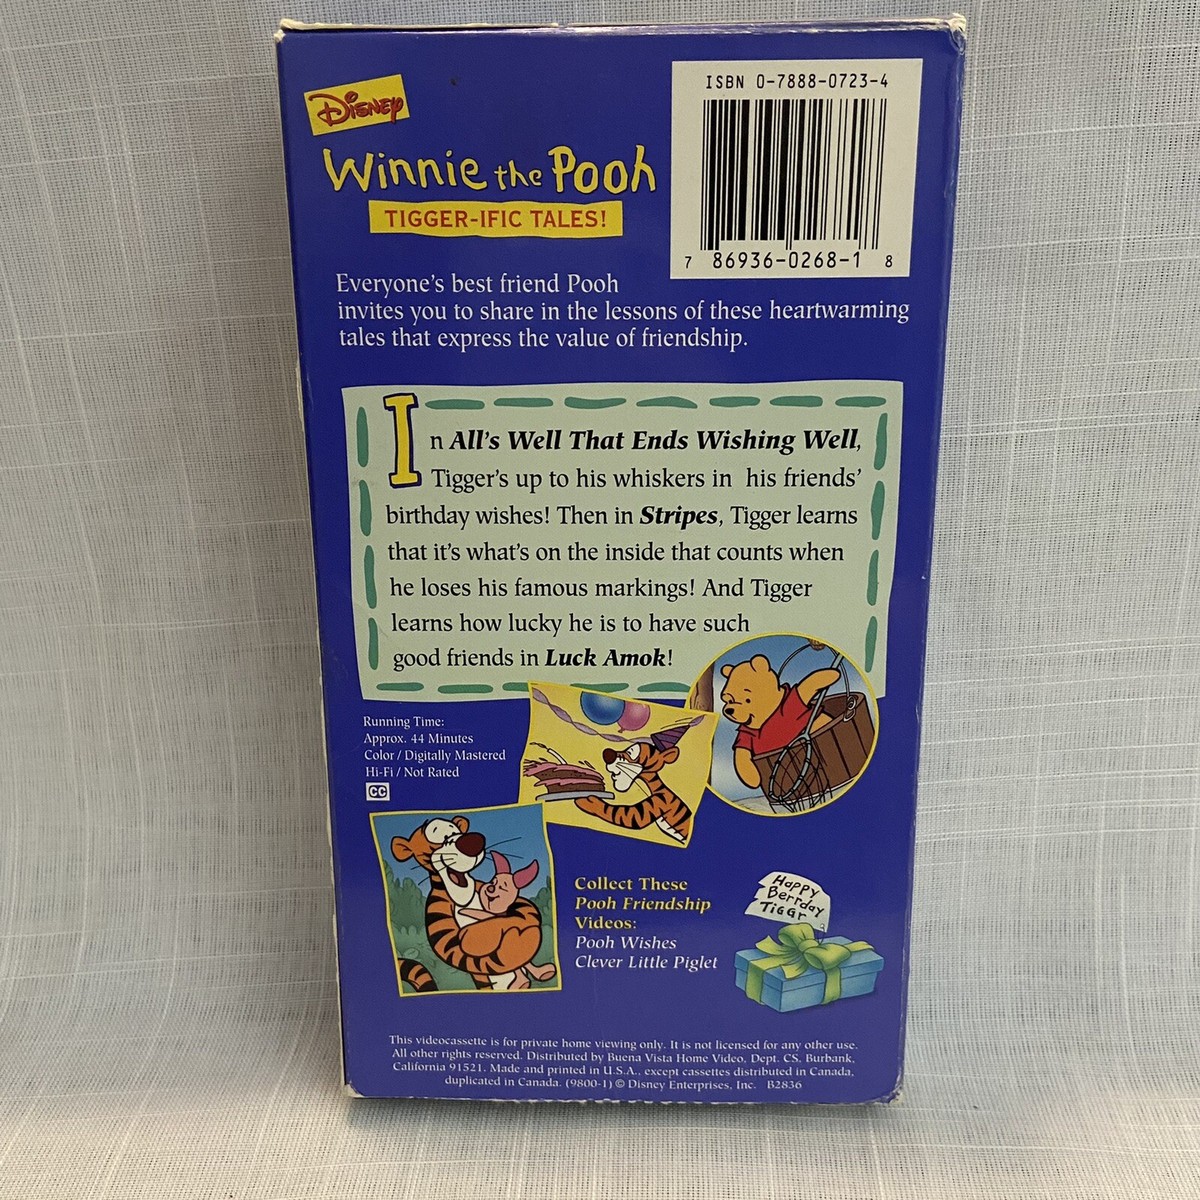 Disney
Winnie the Pooh
TIGGER-IFIC TALES!
ISBN 0-7888-0723-4
7 86936-0268-1 8
Everyone's best friend Pooh
invites you to share in the lessons of these heartwarming
tales that express the value of friendship.
In All's Well That Ends Wishing Well,
Tigger's up to his whiskers in his friends'
birthday wishes! Then in Stripes, Tigger learns
that it's what's on the inside that counts when
he loses his famous markings! And Tigger
learns how lucky he is to have such
good friends in Luck Amok!
Running Time:
Approx. 44 Minutes
Color / Digitally Mastered
Hi-Fi / Not Rated
CC
Collect These
Pooh Friendship
Videos:
Pooh Wishes
Clever Little Piglet
Happy
Berrday
Tiggr
This videocassette is for private home viewing only. It is not licensed for any other use.
All other rights reserved. Distributed by Buena Vista Home Video, Dept. CS, Burbank,
California 91521. Made and printed in U.S.A., except cassettes distributed in Canada,
duplicated in Canada. (9800-1) © Disney Enterprises, Inc. B2836